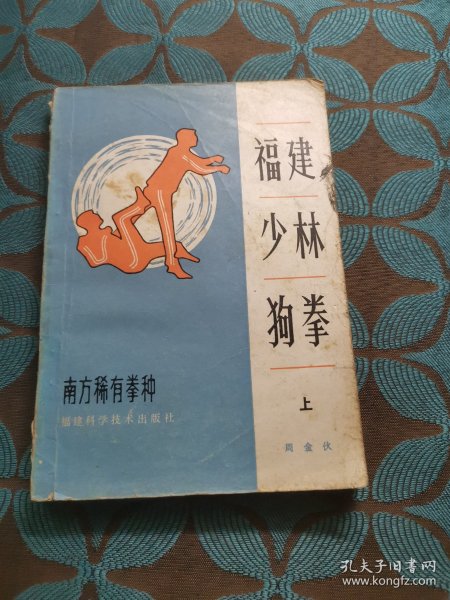 福建
少林
狗拳
上
周金伙
南方稀有拳种
福建科学技术出版社
孔夫子旧书网
www.kongfz.com